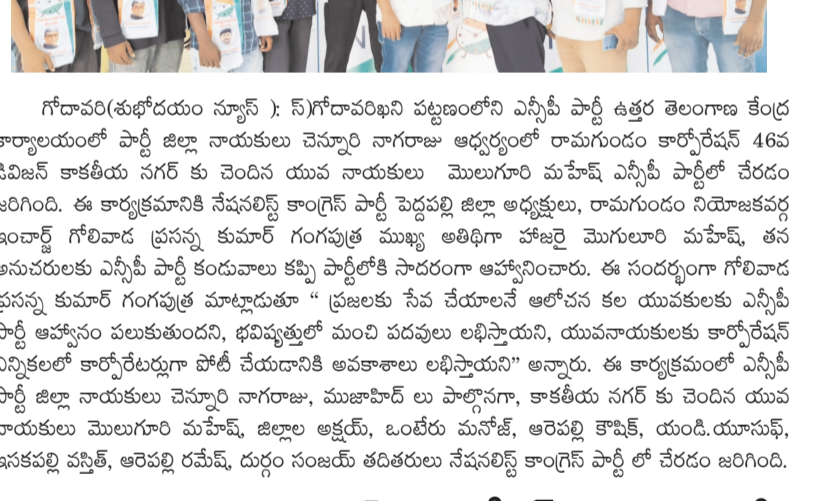 గోదావరి(శుభోదయం న్యూస్ ): స్)గోదావరిఖని పట్టణంలోని ఎన్సీపీ పార్టీ ఉత్తర తెలంగాణ కేంద్ర
కార్యాలయంలో పార్టీ జిల్లా నాయకులు చెన్నూరి నాగరాజు ఆధ్వర్యంలో రామగుండం కార్పోరేషన్ 46వ
డివిజన్ కాకతీయ నగర్ కు చెందిన యువ నాయకులు మొలుగూరి మహేష్ ఎన్సీపీ పార్టీలో చేరడం
జరిగింది. ఈ కార్యక్రమానికి నేషనలిస్ట్ కాంగ్రెస్ పార్టీ పెద్దపల్లి జిల్లా అధ్యక్షులు, రామగుండం నియోజకవర్గ
ఇంచార్జ్ గోలివాడ ప్రసన్న కుమార్ గంగపుత్ర ముఖ్య అతిథిగా హాజరై మొగులూరి మహేష్, తన
అనుచరులకు ఎన్సీపీ పార్టీ కండువాలు కప్పి పార్టీలోకి సాదరంగా ఆహ్వానించారు. ఈ సందర్భంగా గోలివాడ
ప్రసన్న కుమార్ గంగపుత్ర మాట్లాడుతూ “ ప్రజలకు సేవ చేయాలనే ఆలోచన కల యువకులకు ఎన్సీపీ
పార్టీ ఆహ్వానం పలుకుతుందని, భవిష్యత్తులో మంచి పదవులు లభిస్తాయని, యువనాయకులకు కార్పోరేషన్
ఎన్నికలలో కార్పోరేటర్లుగా పోటీ చేయడానికి అవకాశాలు లభిస్తాయని” అన్నారు. ఈ కార్యక్రమంలో ఎన్సీపీ
పార్టీ జిల్లా నాయకులు చెన్నూరి నాగరాజు, ముజాహిద్ లు పాల్గొనగా, కాకతీయ నగర్ కు చెందిన యువ
నాయకులు మొలుగూరి మహేష్, జిల్లాల అక్షయ్, ఒంటేరు మనోజ్, ఆరెపల్లి కౌషిక్, యండి.యూసుఫ్,
ఇసకపల్లి వస్తిత్, ఆరెపల్లి రమేష్, దుర్గం సంజయ్ తదితరులు నేషనలిస్ట్ కాంగ్రెస్ పార్టీ లో చేరడం జరిగింది.